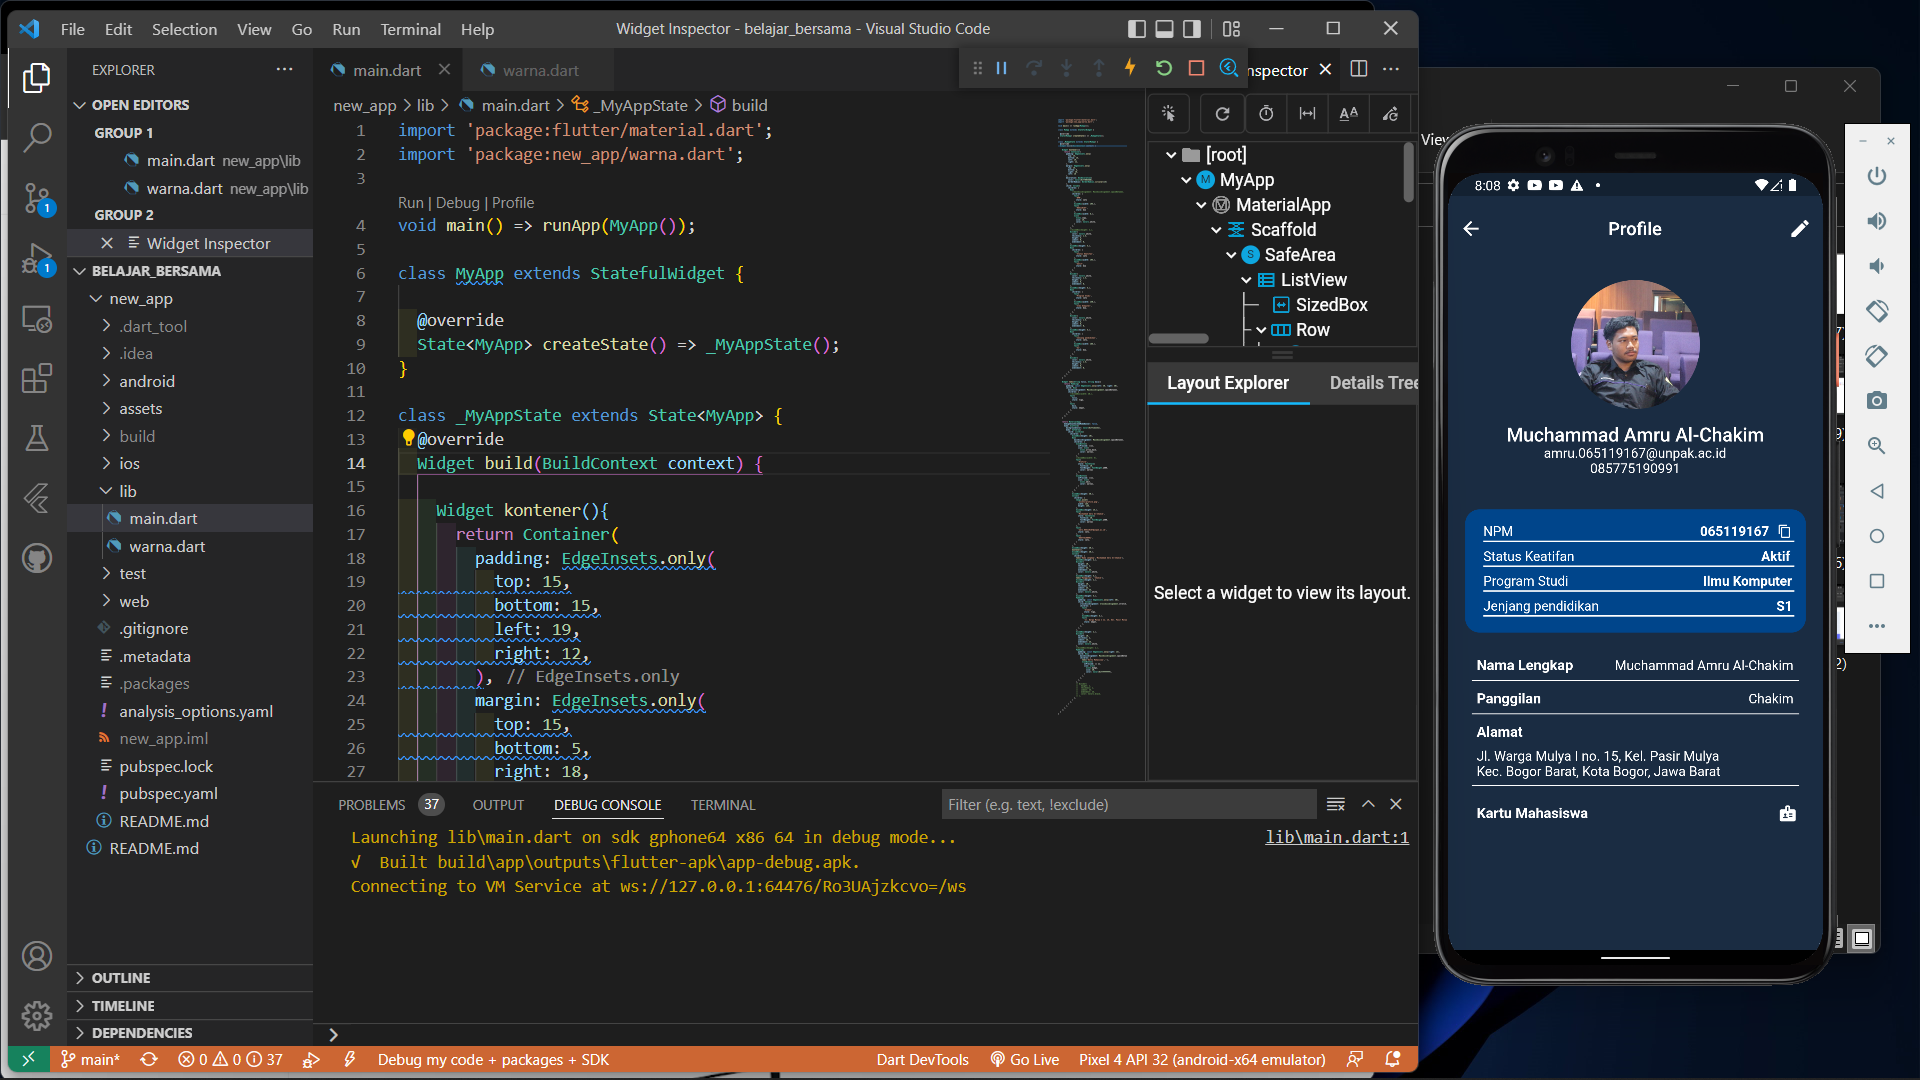 File Edit Selection View Go Run Terminal Help
Widget Inspector - belajar_bersama - Visual Studio Code
EXPLORER
OPEN EDITORS
GROUP 1
main.dart new_app\lib
warna.dart new_app\lib
GROUP 2
Widget Inspector
BELAJAR_BERSAMA
new_app
.dart_tool
.idea
android
assets
build
ios
lib
main.dart
warna.dart
test
web
.gitignore
.metadata
.packages
analysis_options.yaml
new_app.iml
pubspec.lock
pubspec.yaml
README.md
README.md
OUTLINE
TIMELINE
DEPENDENCIES
1
1
main.dart
warna.dart
nspector
new_app > lib > main.dart > _MyAppState > build
1 import 'package:flutter/material.dart';
2 import 'package:new_app/warna.dart';
3
Run | Debug | Profile
4 void main() => runApp(MyApp());
5
6 class MyApp extends StatefulWidget {
7
8 @override
9 State<MyApp> createState() => _MyAppState();
10 }
11
12 class _MyAppState extends State<MyApp> {
13 @override
14 Widget build(BuildContext context) {
15
16 Widget kontener(){
17 return Container(
18 padding: EdgeInsets.only(
19 top: 15,
20 bottom: 15,
21 left: 19,
22 right: 12,
23 ), // EdgeInsets.only
24 margin: EdgeInsets.only(
25 top: 15,
26 bottom: 5,
27 right: 18,
[root]
MyApp
MaterialApp
Scaffold
SafeArea
ListView
SizedBox
Row
Layout Explorer
Details Tree
Select a widget to view its layout.
PROBLEMS 37 OUTPUT DEBUG CONSOLE TERMINAL
Filter (e.g. text, !exclude)
Launching lib\main.dart on sdk gphone64 x86 64 in debug mode...
lib\main.dart:1
√ Built build\app\outputs\flutter-apk\app-debug.apk.
Connecting to VM Service at ws://127.0.0.1:64476/Ro3UAjzkcvo=/ws
main* 0 0 37 Debug my code + packages + SDK
Dart DevTools Go Live Pixel 4 API 32 (android-x64 emulator)
View
8:08
Profile
Muchammad Amru Al-Chakim
amru.065119167@unpak.ac.id
085775190991
NPM 065119167
Status Keatifan Aktif
Program Studi Ilmu Komputer
Jenjang pendidikan S1
Nama Lengkap Muchammad Amru Al-Chakim
Panggilan Chakim
Alamat
Jl. Warga Mulya I no. 15, Kel. Pasir Mulya
Kec. Bogor Barat, Kota Bogor, Jawa Barat
Kartu Mahasiswa